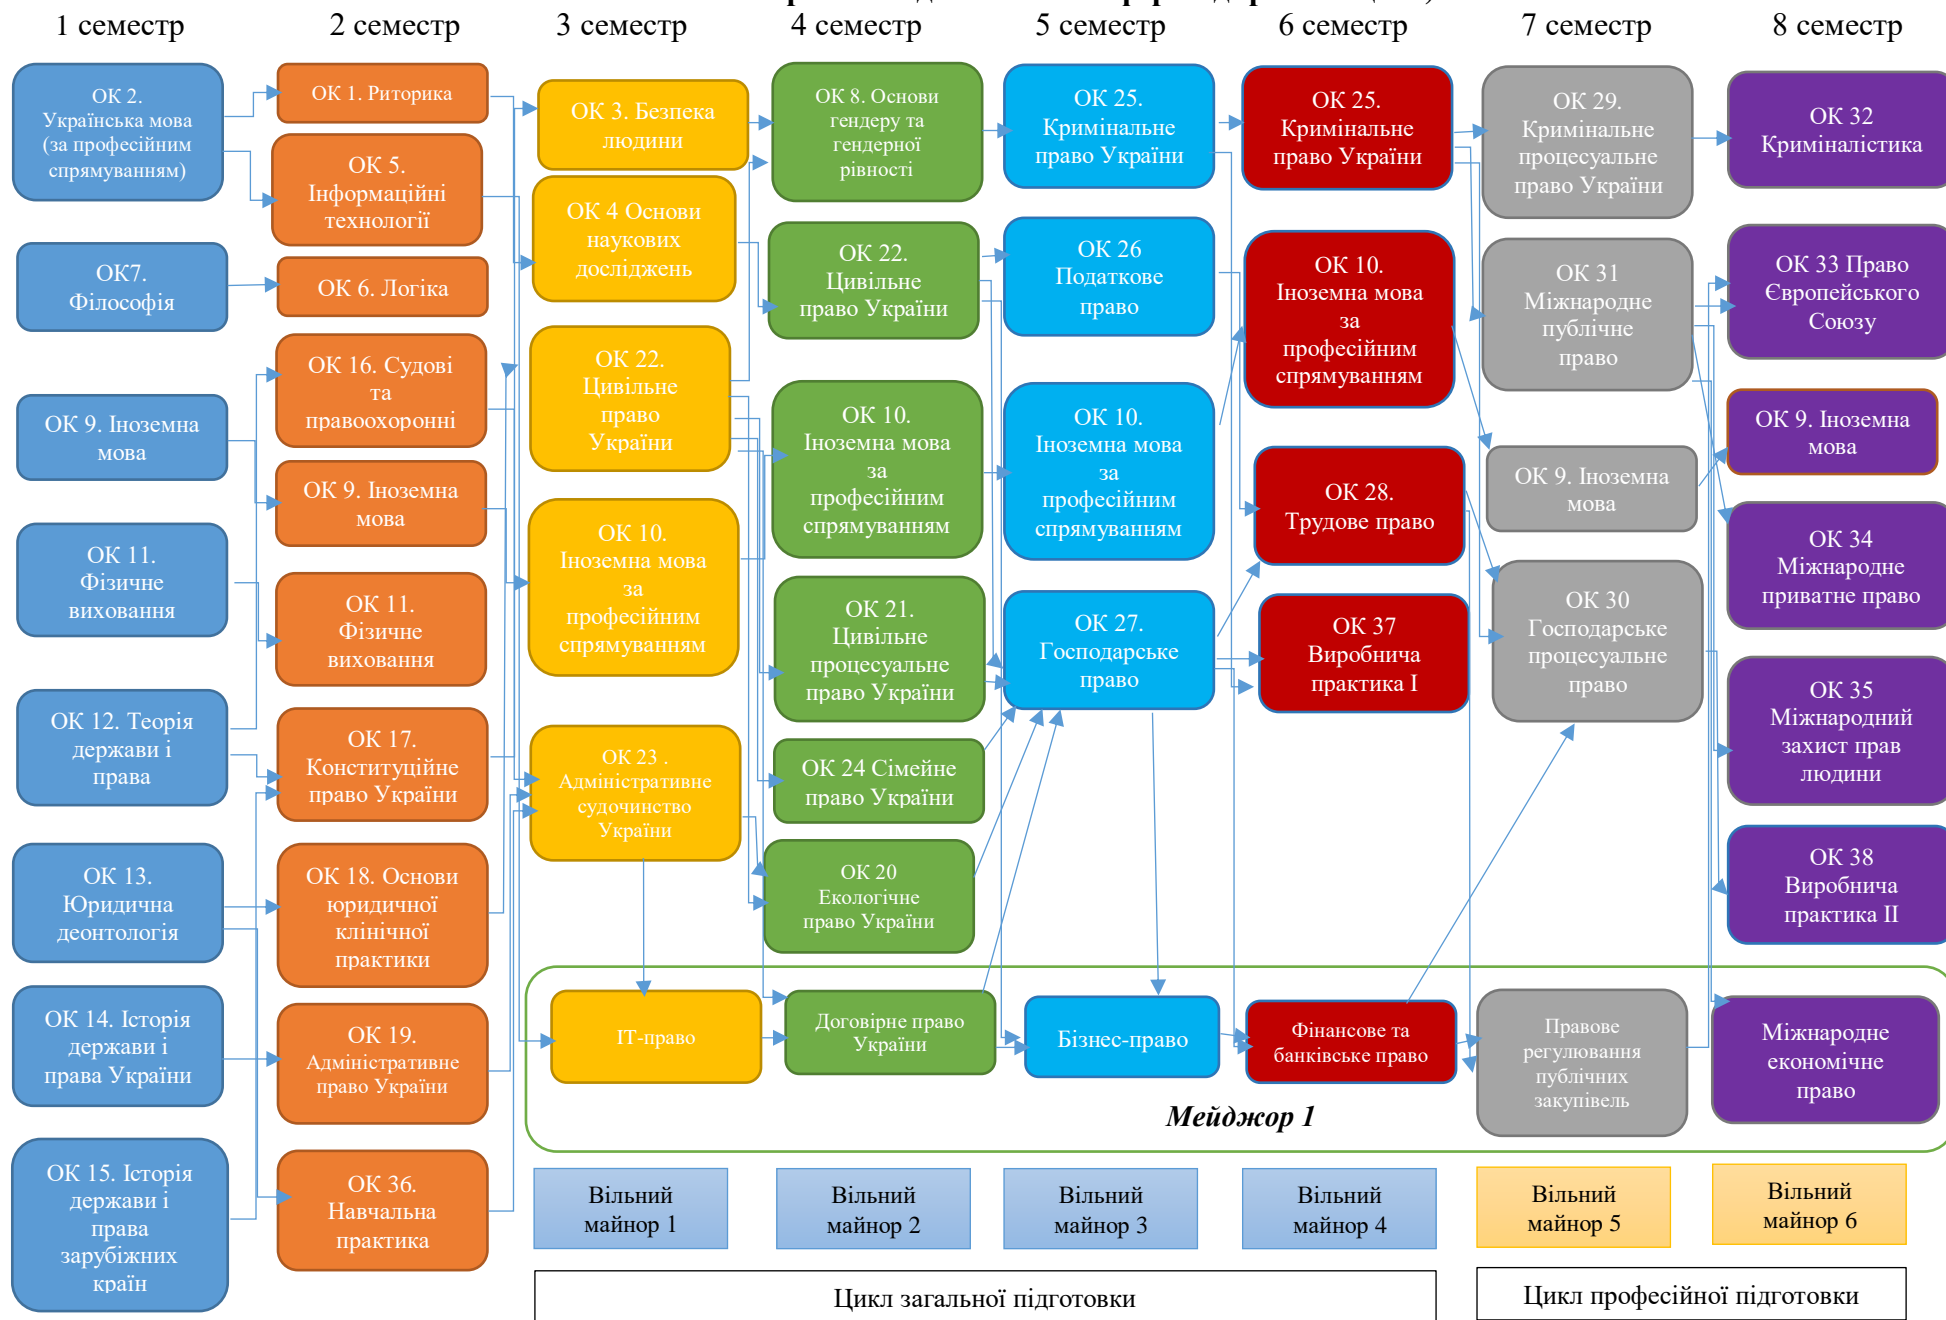 1 семестр
2 семестр
3 семестр
4 семестр
5 семестр
6 семестр
7 семестр
8 семестр
ОК 2.
Українська мова
(за професійним
спрямуванням)
ОК7.
Філософія
ОК 9. Іноземна
мова
ОК 11.
Фізичне
виховання
ОК 12. Теорія
держави і
права
ОК 13.
Юридична
деонтологія
ОК 14. Історія
держави і
права України
ОК 15. Історія
держави і
права
зарубіжних
країн
ОК 1. Риторика
ОК 5.
Інформаційні
технології
ОК 6. Логіка
ОК 16. Судові
та
правоохоронні
ОК 9. Іноземна
мова
ОК 11.
Фізичне
виховання
ОК 17.
Конституційне
право України
ОК 18. Основи
юридичної
клінічної
практики
ОК 19.
Адміністративне
право України
ОК 36.
Навчальна
практика
ОК 3. Безпека
людини
ОК 4 Основи
наукових
досліджень
ОК 22.
Цивільне
право
України
ОК 10.
Іноземна мова
за
професійним
спрямуванням
ОК 23 .
Адміністративне
судочинство
України
ІТ-право
ОК 8. Основи
гендеру та
гендерної
рівності
ОК 22.
Цивільне
право України
ОК 10.
Іноземна мова
за
професійним
спрямуванням
ОК 21.
Цивільне
процесуальне
право України
ОК 24 Сімейне
право України
ОК 20
Екологічне
право України
Договірне право
України
ОК 25.
Кримінальне
право України
ОК 26
Податкове
право
ОК 10.
Іноземна мова
за
професійним
спрямуванням
ОК 27.
Господарське
право
Бізнес-право
ОК 25.
Кримінальне
право України
ОК 10.
Іноземна мова
за
професійним
спрямуванням
ОК 28.
Трудове право
ОК 37
Виробнича
практика І
Фінансове та
банківське право
ОК 29.
Кримінальне
процесуальне
право України
ОК 31
Міжнародне
публічне
право
ОК 9. Іноземна
мова
ОК 30
Господарське
процесуальне
право
Правове
регулювання
публічних
закупівель
ОК 32
Криміналістика
ОК 33 Право
Європейського
Союзу
ОК 9. Іноземна
мова
ОК 34
Міжнародне
приватне право
ОК 35
Міжнародний
захист прав
людини
ОК 38
Виробнича
практика ІІ
Міжнародне
економічне
право
Мейджор 1
Вільний
майнор 1
Вільний
майнор 2
Вільний
майнор 3
Вільний
майнор 4
Вільний
майнор 5
Вільний
майнор 6
Цикл загальної підготовки
Цикл професійної підготовки